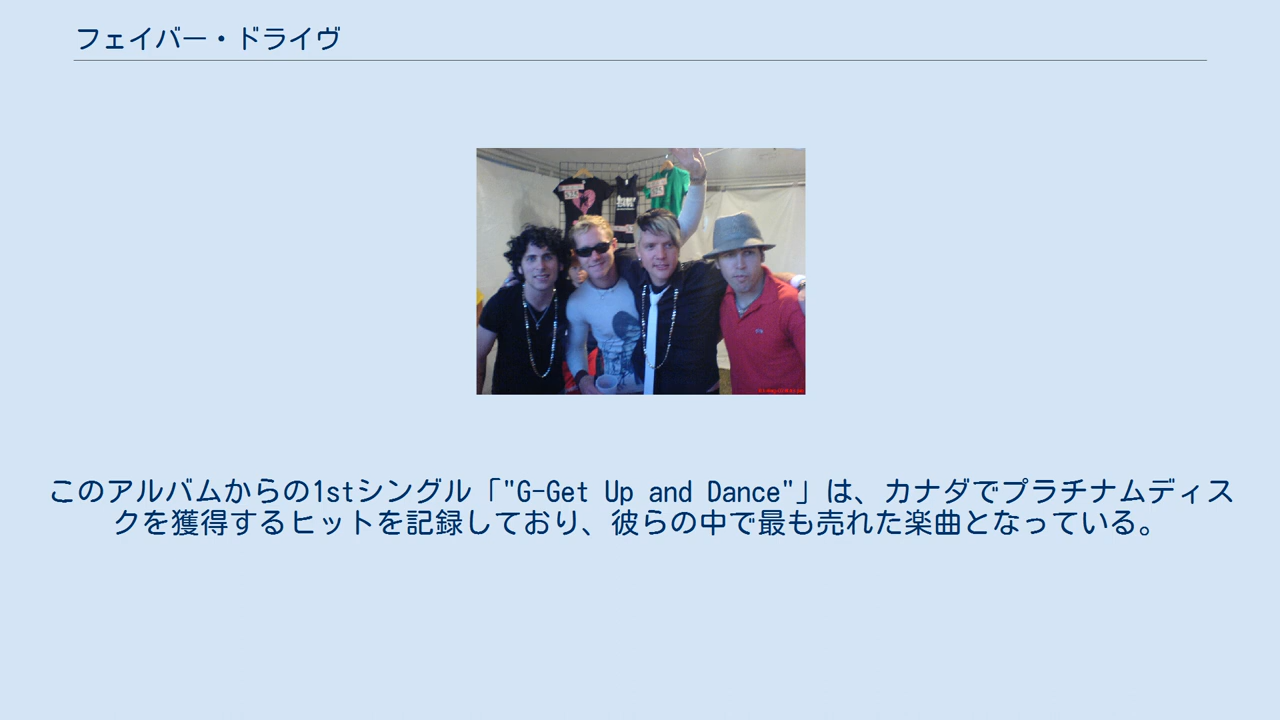 フェイバー・ドライヴ
このアルバムからの1stシングル「"G-Get Up and Dance"」は、カナダでプラチナムディス
クを獲得するヒットを記録しており、彼らの中で最も売れた楽曲となっている。